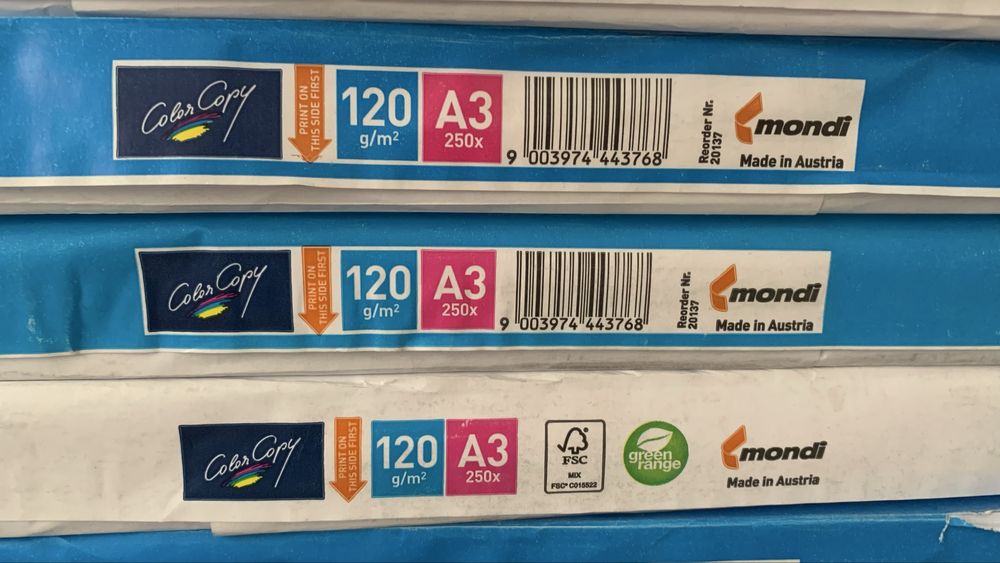 Color Copy
PRINT ON
THIS SIDE FIRST
120
g/m²
A3
250x
9 003974 443768
Reorder Nr.
20137
mondi
Made in Austria
Color Copy
PRINT ON
THIS SIDE FIRST
120
g/m²
A3
250x
9 003974 443768
Reorder Nr.
20137
mondi
Made in Austria
Color Copy
PRINT ON
THIS SIDE FIRST
120
g/m²
A3
250x
FSC
MIX
FSC® C015522
green
range
mondi
Made in Austria